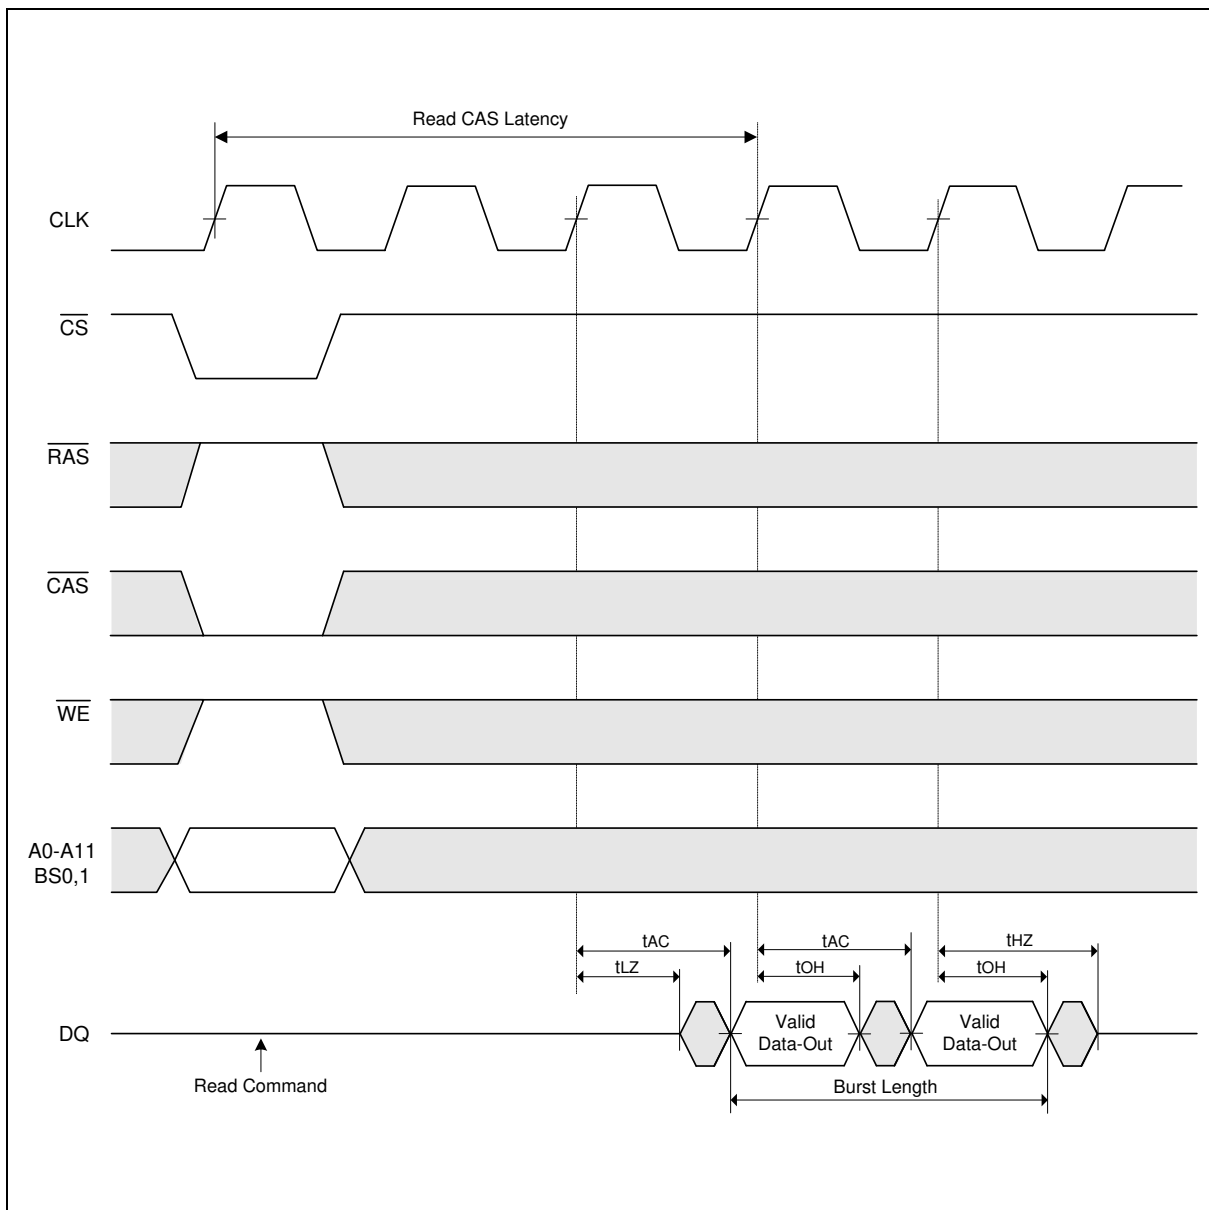 Read CAS Latency
CLK
CS
RAS
CAS
WE
A0-A11
BS0,1
tAC
tAC
tHZ
tLZ
tOH
tOH
DQ
Valid
Data-Out
Valid
Data-Out
Read Command
Burst Length